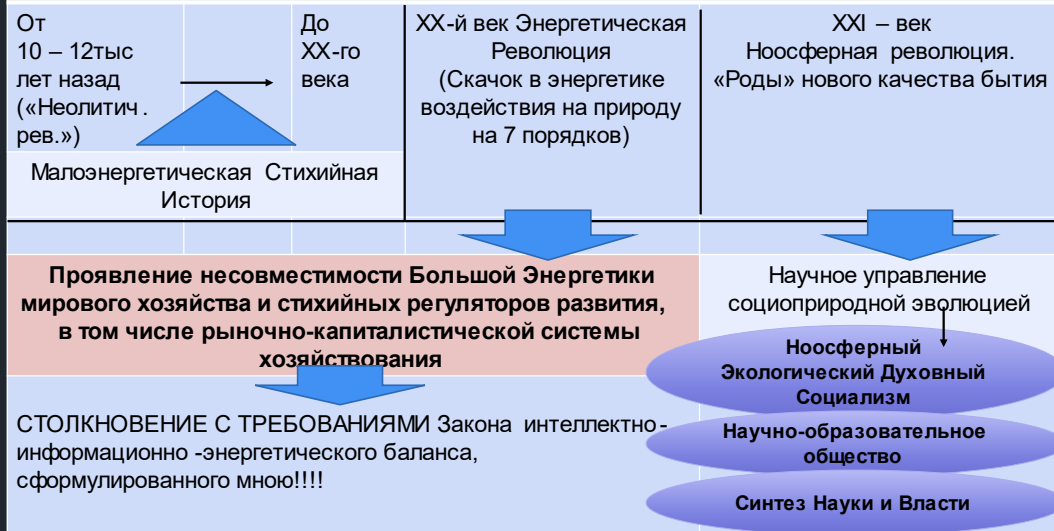 От
10 – 12тыс
лет назад
(«Неолитич.
рев.»)
До
XX-го
века
Малоэнергетическая Стихийная
История
XX-й век Энергетическая
Революция
(Скачок в энергетике
воздействия на природу
на 7 порядков)
XXI – век
Ноосферная революция.
«Роды» нового качества бытия
Проявление несовместимости Большой Энергетики
мирового хозяйства и стихийных регуляторов развития,
в том числе рыночно-капиталистической системы
хозяйствования
СТОЛКНОВЕНИЕ С ТРЕБОВАНИЯМИ Закона интеллектно-
информационно -энергетического баланса,
сформулированного мною!!!!
Научное управление
социоприродной эволюцией
Ноосферный
Экологический Духовный
Социализм
Научно-образовательное
общество
Синтез Науки и Власти